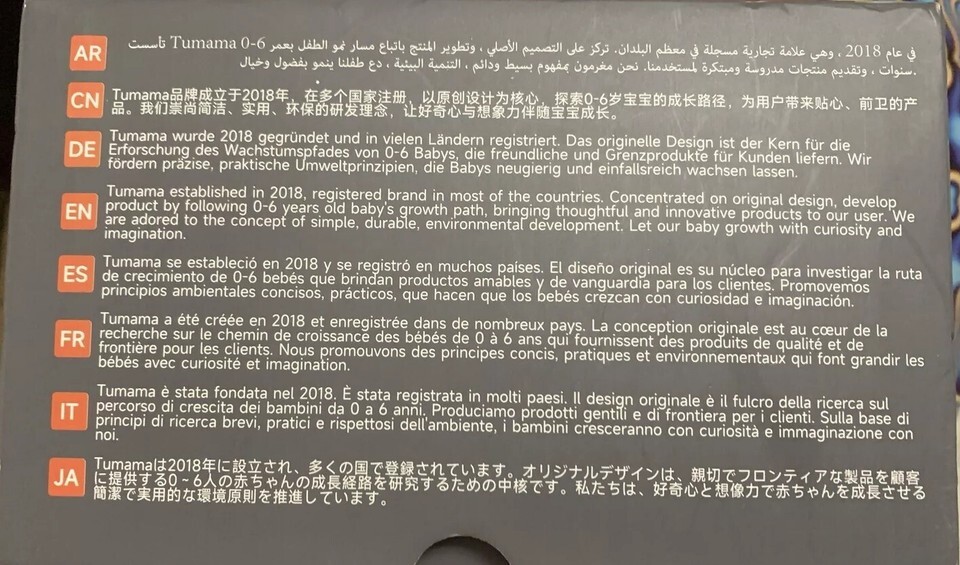 AR
في عام 2018 ، وهي علامة تجارية مسجلة في معظم البلدان. تركز على التصميم الأصلي ، وتطوير المنتج باتباع مسار نمو الطفل بعمر Tumama 0-6 تأسست
.سنوات ، وتقديم منتجات مدروسة ومبتكرة لمستخدمنا. نحن مغرمون بمفهوم بسيط ودائم ، التنمية البيئية ، دع طفلنا ينمو بفضول وخيال
CN
Tumama品牌成立于2018年，在多个国家注册，以原创设计为核心，探索0-6岁宝宝的成长路径，为用户带来贴心、前卫的产
品。我们崇尚简洁、实用、环保的研发理念，让好奇心与想象力伴随宝宝成长。
DE
Tumama wurde 2018 gegründet und in vielen Ländern registriert. Das originelle Design ist der Kern für die
Erforschung des Wachstumspfades von 0-6 Babys, die freundliche und Grenzprodukte für Kunden liefern. Wir
fördern präzise, praktische Umweltprinzipien, die Babys neugierig und einfallsreich wachsen lassen.
EN
Tumama established in 2018, registered brand in most of the countries. Concentrated on original design, develop
product by following 0-6 years old baby's growth path, bringing thoughtful and innovative products to our user. We
are adored to the concept of simple, durable, environmental development. Let our baby growth with curiosity and
imagination.
ES
Tumama se estableció en 2018 y se registró en muchos países. El diseño original es su núcleo para investigar la ruta
de crecimiento de 0-6 bebés que brindan productos amables y de vanguardia para los clientes. Promovemos
principios ambientales concisos, prácticos, que hacen que los bebés crezcan con curiosidad e imaginación.
FR
Tumama a été créée en 2018 et enregistrée dans de nombreux pays. La conception originale est au cœur de la
recherche sur le chemin de croissance des bébés de 0 à 6 ans qui fournissent des produits de qualité et de
frontière pour les clients. Nous promouvons des principes concis, pratiques et environnementaux qui font grandir les
bébés avec curiosité et imagination.
IT
Tumama è stata fondata nel 2018. È stata registrata in molti paesi. Il design originale è il fulcro della ricerca sul
percorso di crescita dei bambini da 0 a 6 anni. Produciamo prodotti gentili e di frontiera per i clienti. Sulla base di
principi di ricerca brevi, pratici e rispettosi dell'ambiente, i bambini cresceranno con curiosità e immaginazione con
noi.
JA
Tumamaは2018年に設立され、多くの国で登録されています。オリジナルデザインは、親切でフロンティアな製品を顧客
に提供する0~6人の赤ちゃんの成長経路を研究するための中核です。私たちは、好奇心と想像力で赤ちゃんを成長させる
簡潔で実用的な環境原則を推進しています。